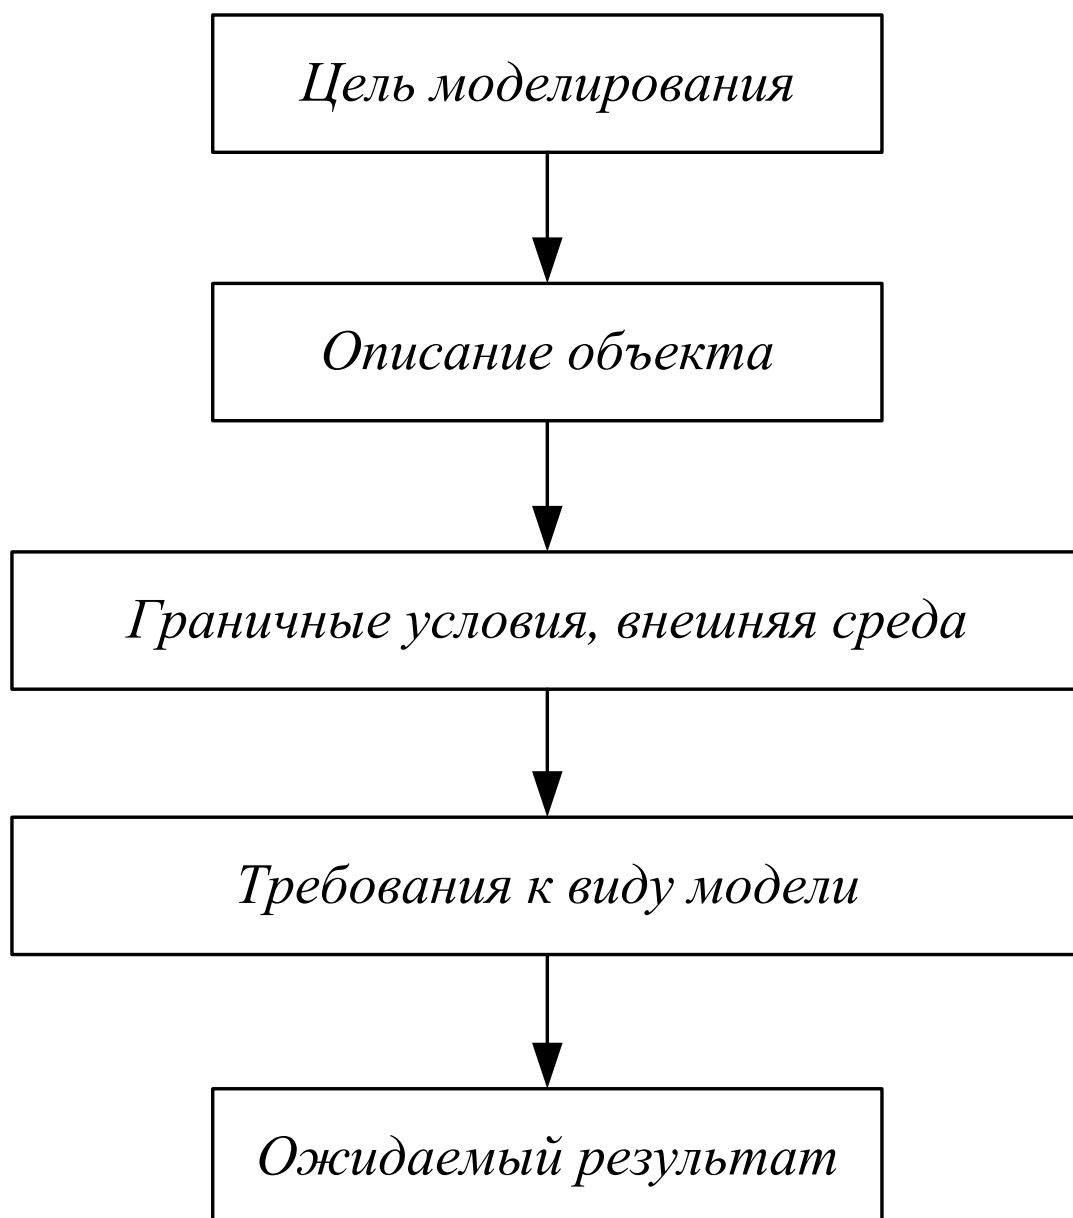 Цель моделирования
Описание объекта
Граничные условия, внешняя среда
Требования к виду модели
Ожидаемый результат